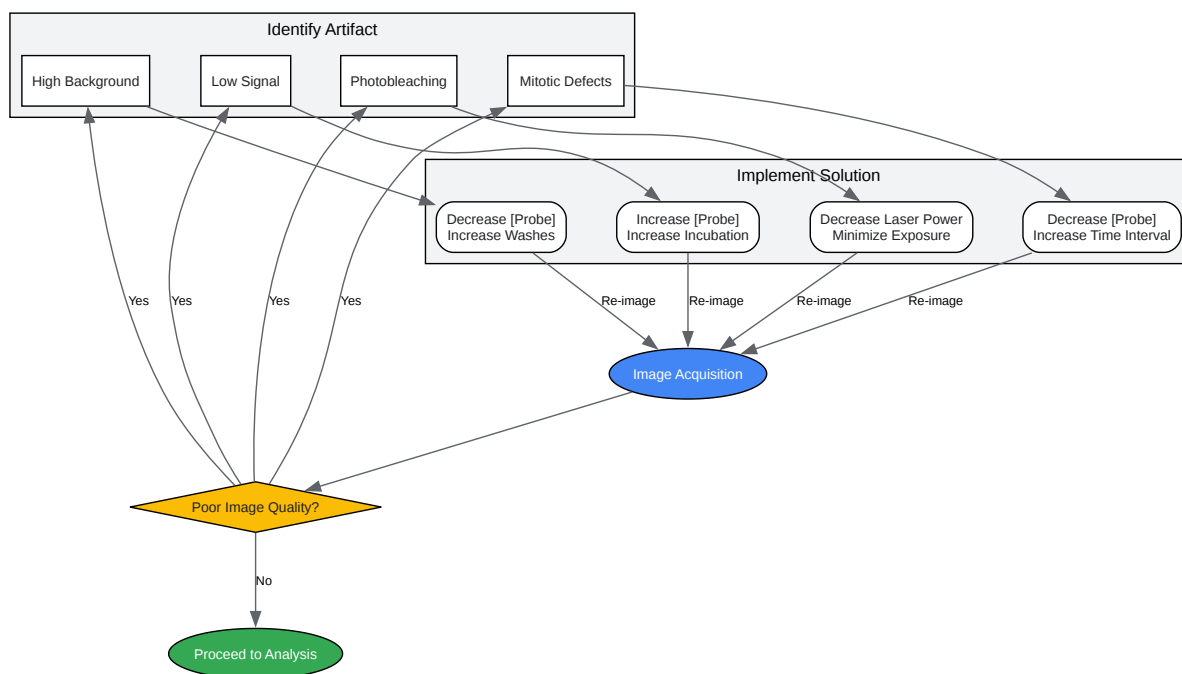 Identify Artifact
High Background
Low Signal
Photobleaching
Mitotic Defects
Implement Solution
Decrease [Probe]
Increase Washes
Increase [Probe]
Increase Incubation
Decrease Laser Power
Minimize Exposure
Decrease [Probe]
Increase Time Interval
Yes
Yes
Yes
Yes
Re-image
Re-image
Re-image
Re-image
Image Acquisition
Poor Image Quality?
No
Proceed to Analysis